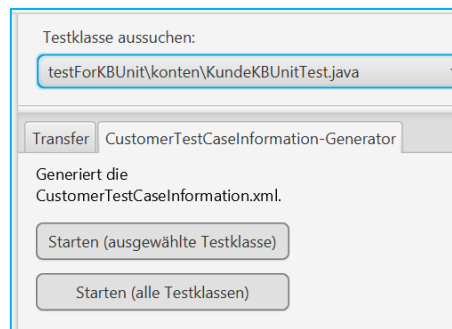 Testklasse aussuchen:
testForKBUnit\konten\KundeKBUnitTest.java
Transfer CustomerTestCaseInformation-Generator
Generiert die
CustomerTestCaseInformation.xml.
Starten (ausgewählte Testklasse)
Starten (alle Testklassen)